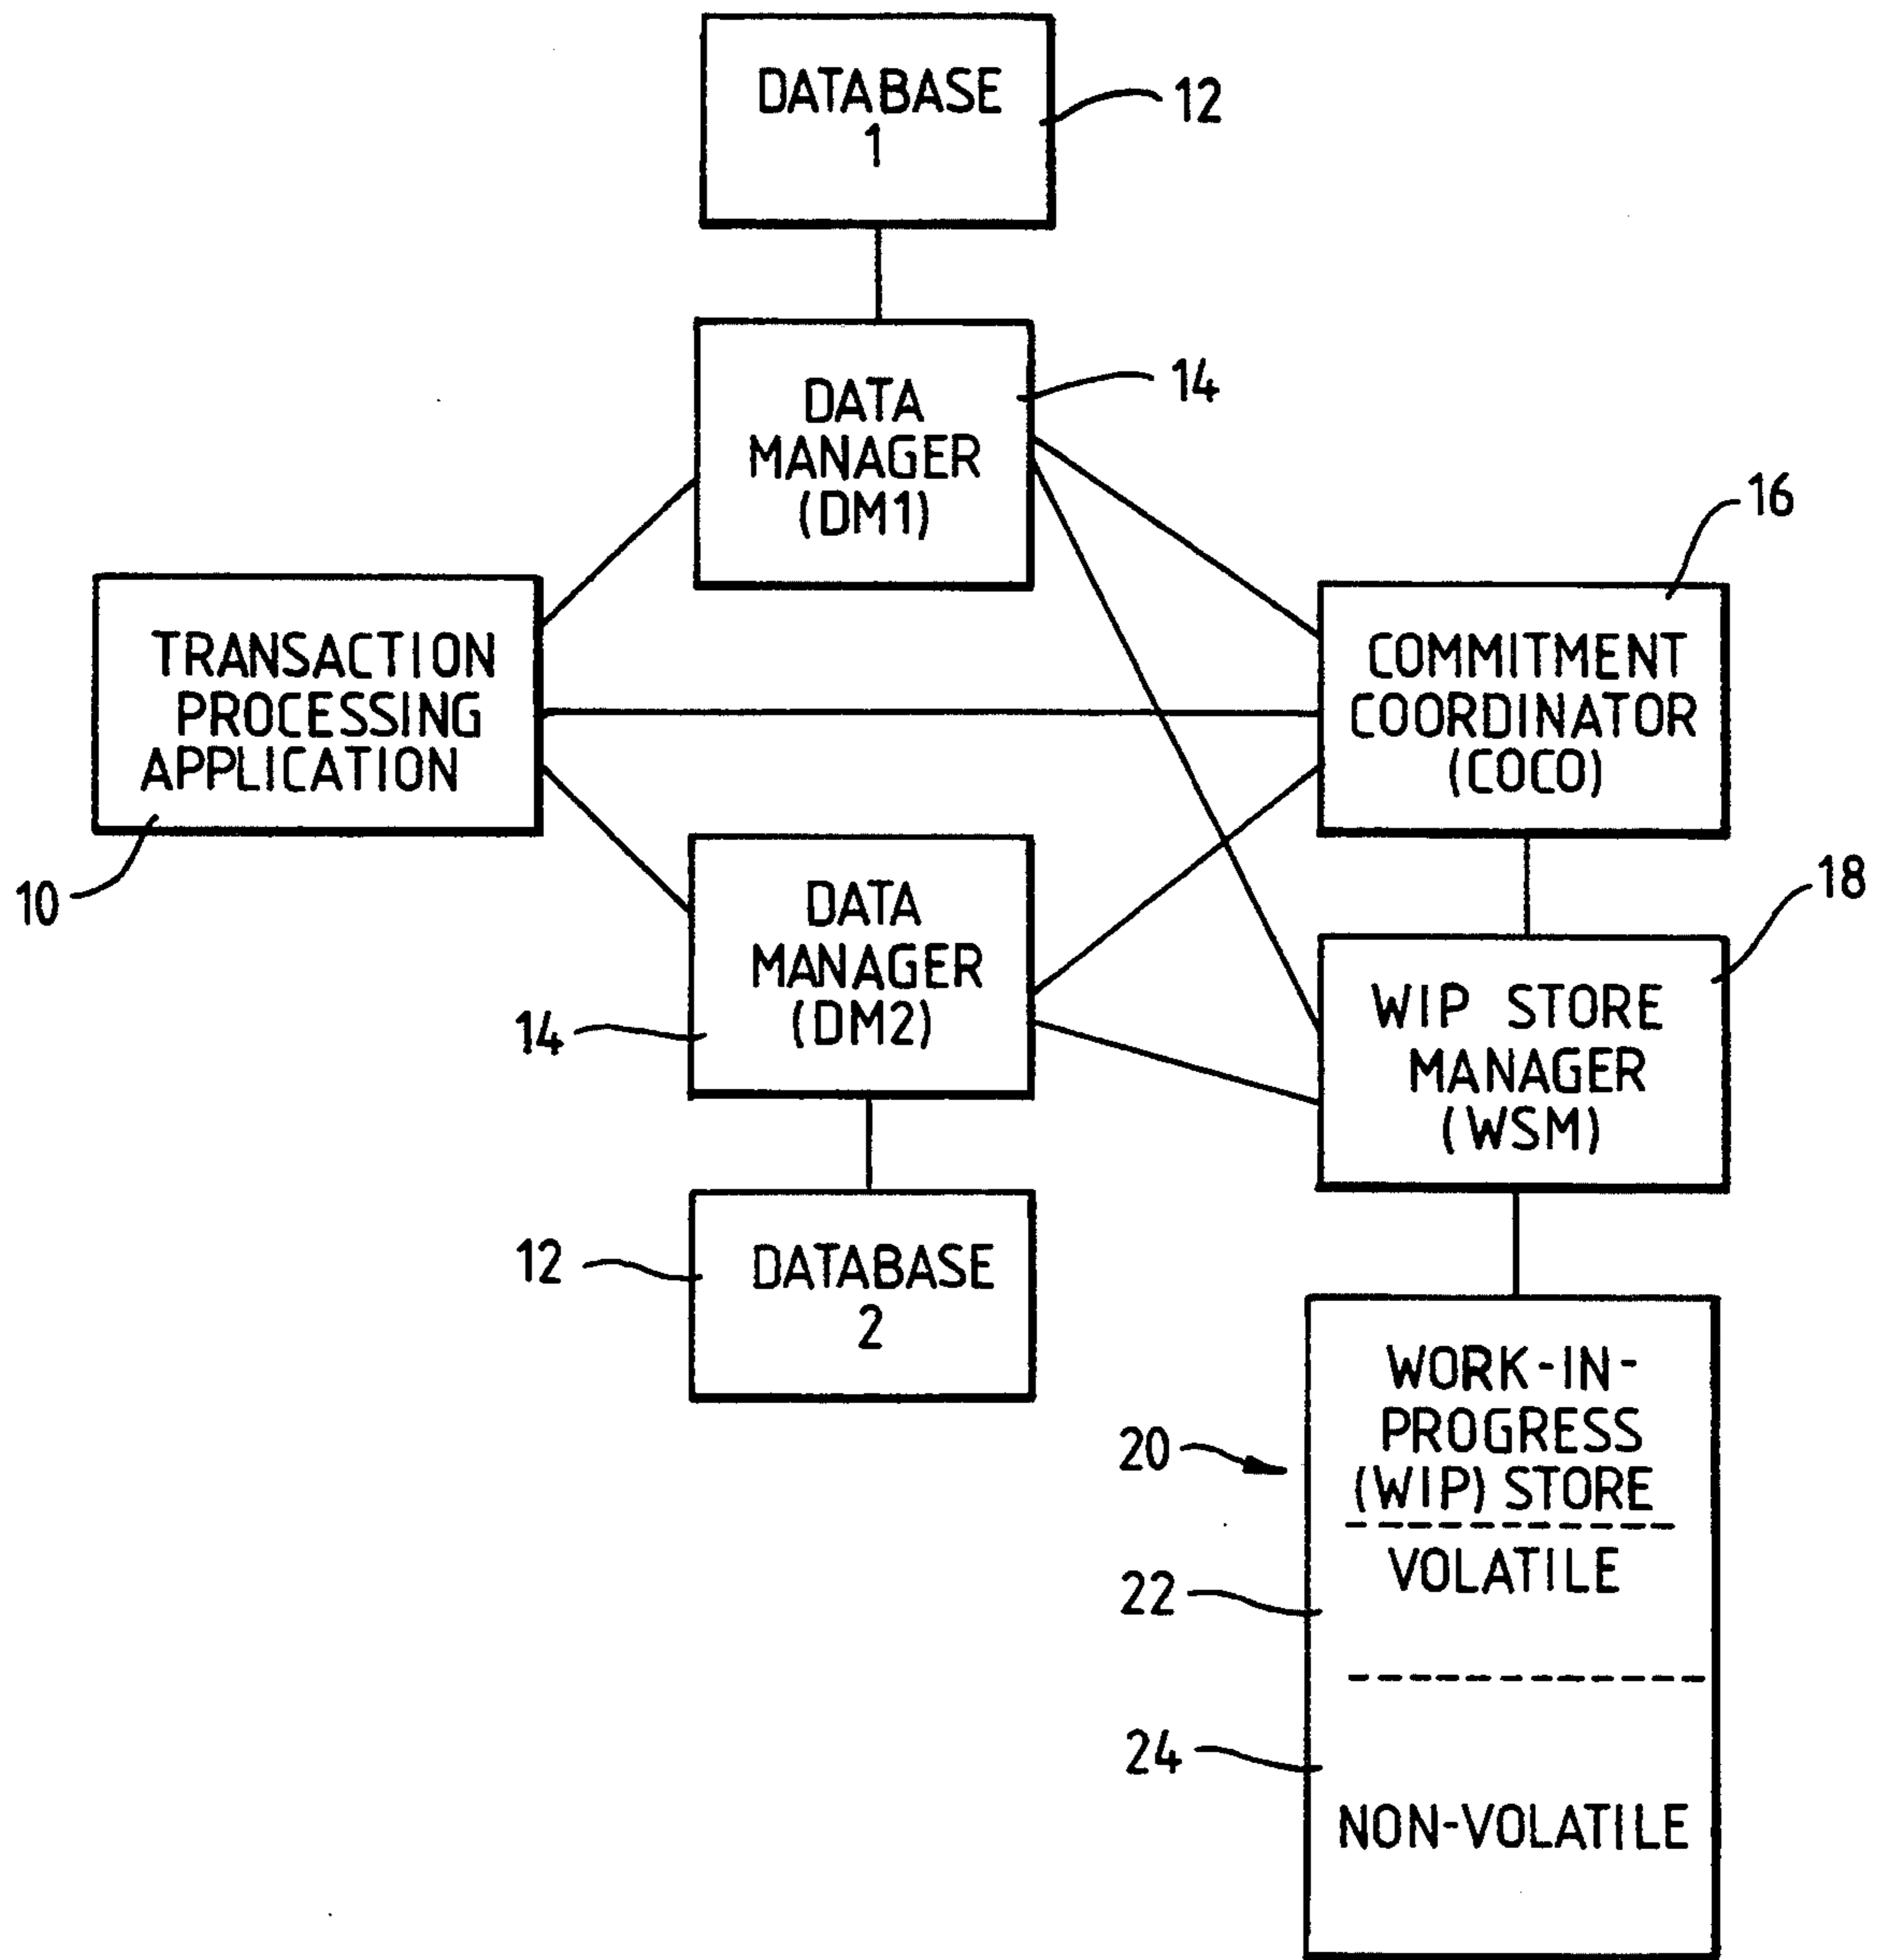 DATABASE
1
12
DATA
MANAGER
(DM1)
14
TRANSACTION
PROCESSING
APPLICATION
10
COMMITMENT
COORDINATOR
(COCO)
16
DATA
MANAGER
(DM2)
14
WIP STORE
MANAGER
(WSM)
18
DATABASE
2
12
WORK-IN-
PROGRESS
(WIP) STORE
20
VOLATILE
22
NON-VOLATILE
24